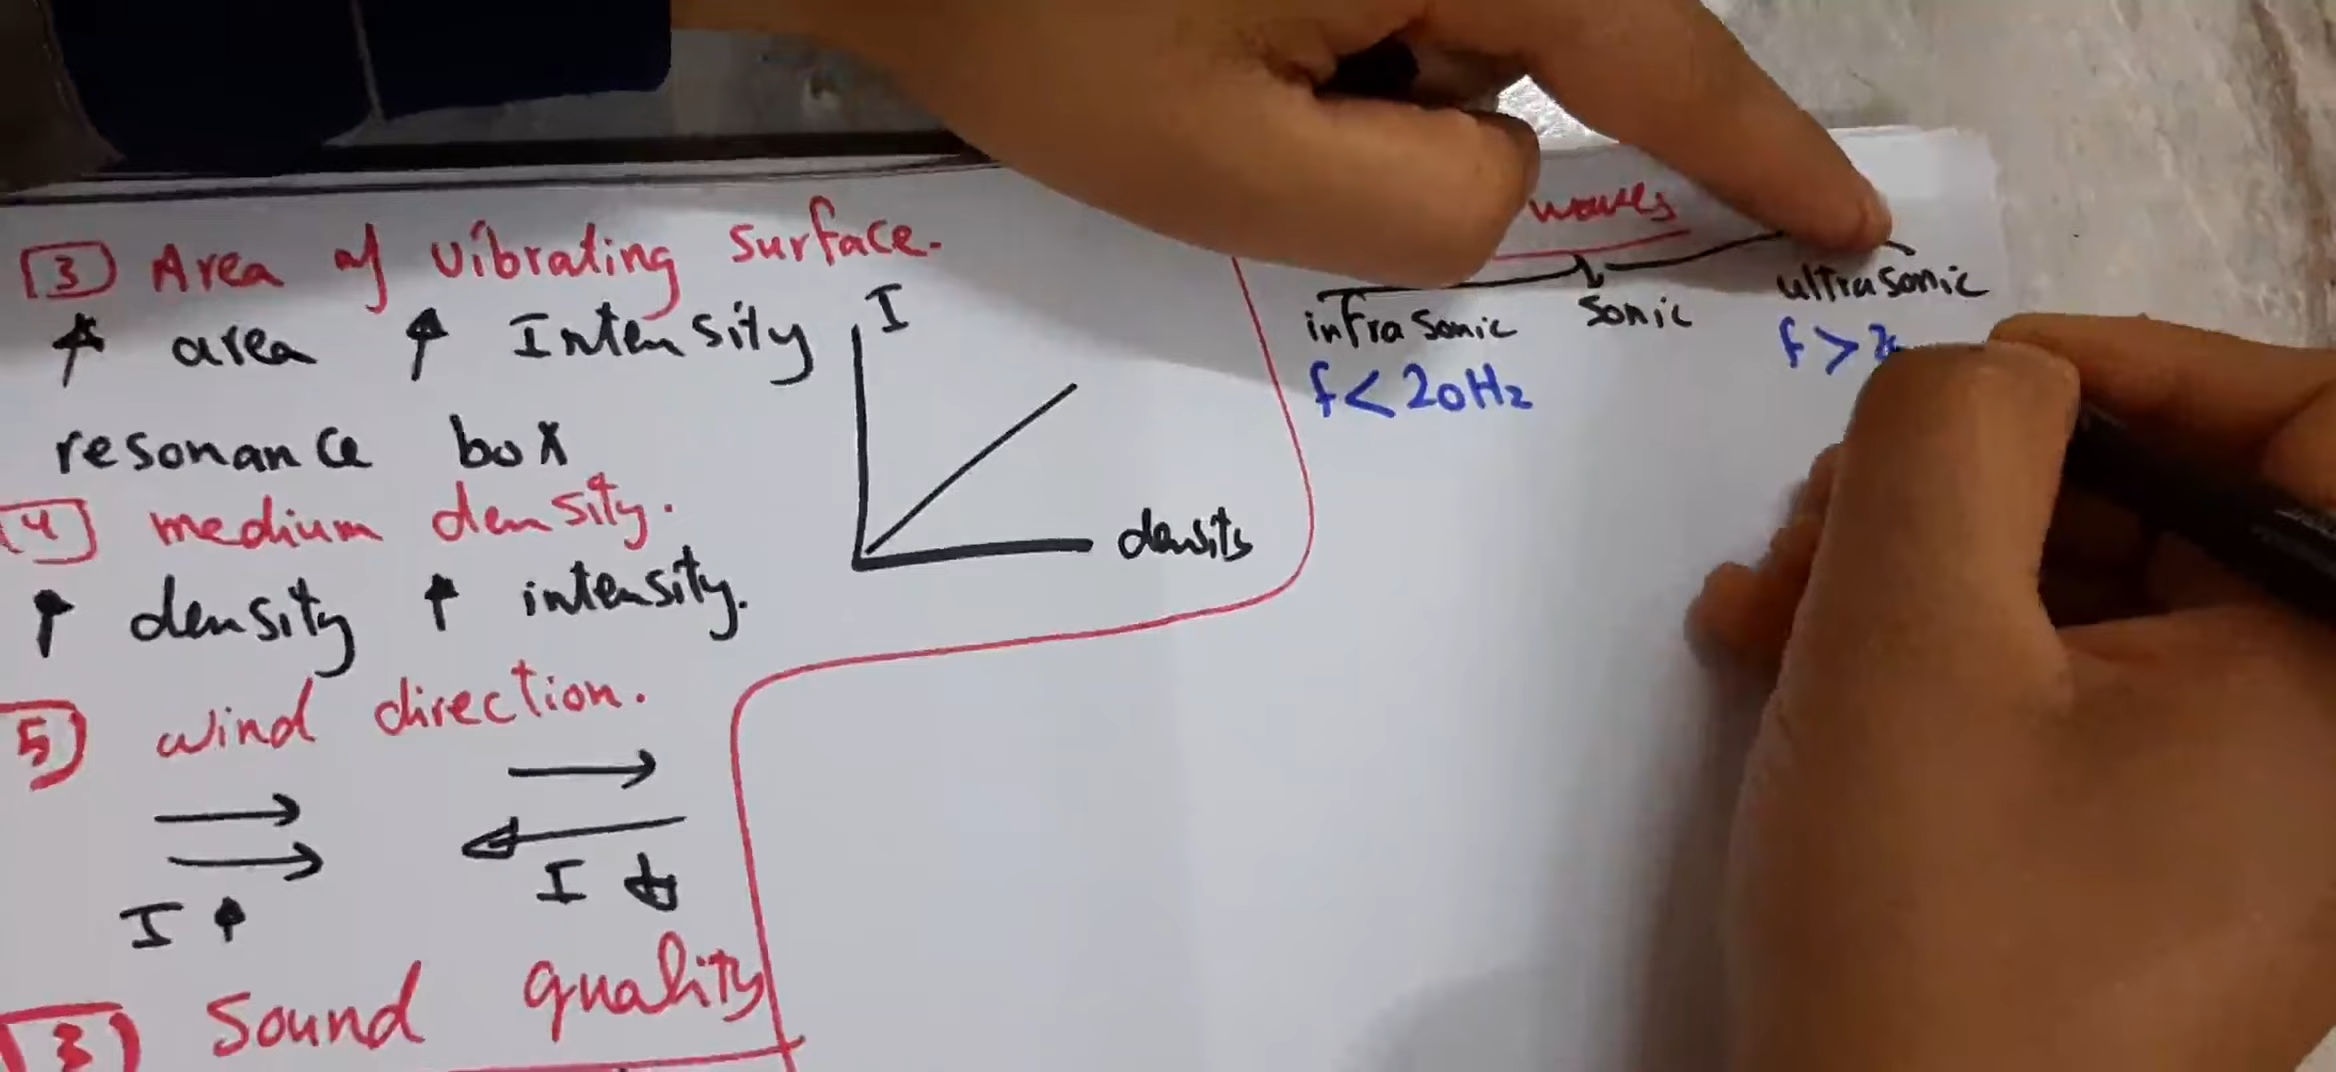 [3] Area of vibrating surface.
↑ area ↑ Intensity
resonance box
[4] medium density.
↑ density ↑ intensity.
I
density
[5] wind direction.
I ↑
I ↓
[3] Sound quality
waves
infrasonic
sonic
ultrasonic
f < 20Hz
f >